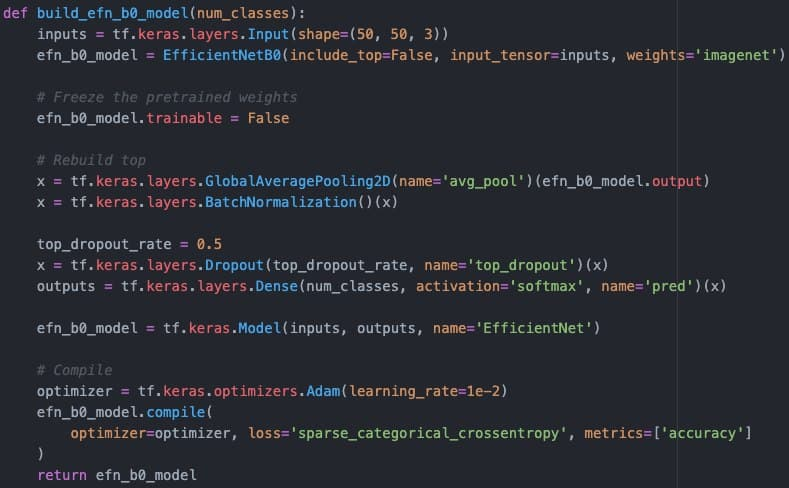 def build_efn_b0_model(num_classes):
    inputs = tf.keras.layers.Input(shape=(50, 50, 3))
    efn_b0_model = EfficientNetB0(include_top=False, input_tensor=inputs, weights='imagenet')
    # Freeze the pretrained weights
    efn_b0_model.trainable = False
    # Rebuild top
    x = tf.keras.layers.GlobalAveragePooling2D(name='avg_pool')(efn_b0_model.output)
    x = tf.keras.layers.BatchNormalization()(x)
    top_dropout_rate = 0.5
    x = tf.keras.layers.Dropout(top_dropout_rate, name='top_dropout')(x)
    outputs = tf.keras.layers.Dense(num_classes, activation='softmax', name='pred')(x)
    efn_b0_model = tf.keras.Model(inputs, outputs, name='EfficientNet')
    # Compile
    optimizer = tf.keras.optimizers.Adam(learning_rate=1e-2)
    efn_b0_model.compile(
        optimizer=optimizer, loss='sparse_categorical_crossentropy', metrics=['accuracy']
    )
    return efn_b0_model